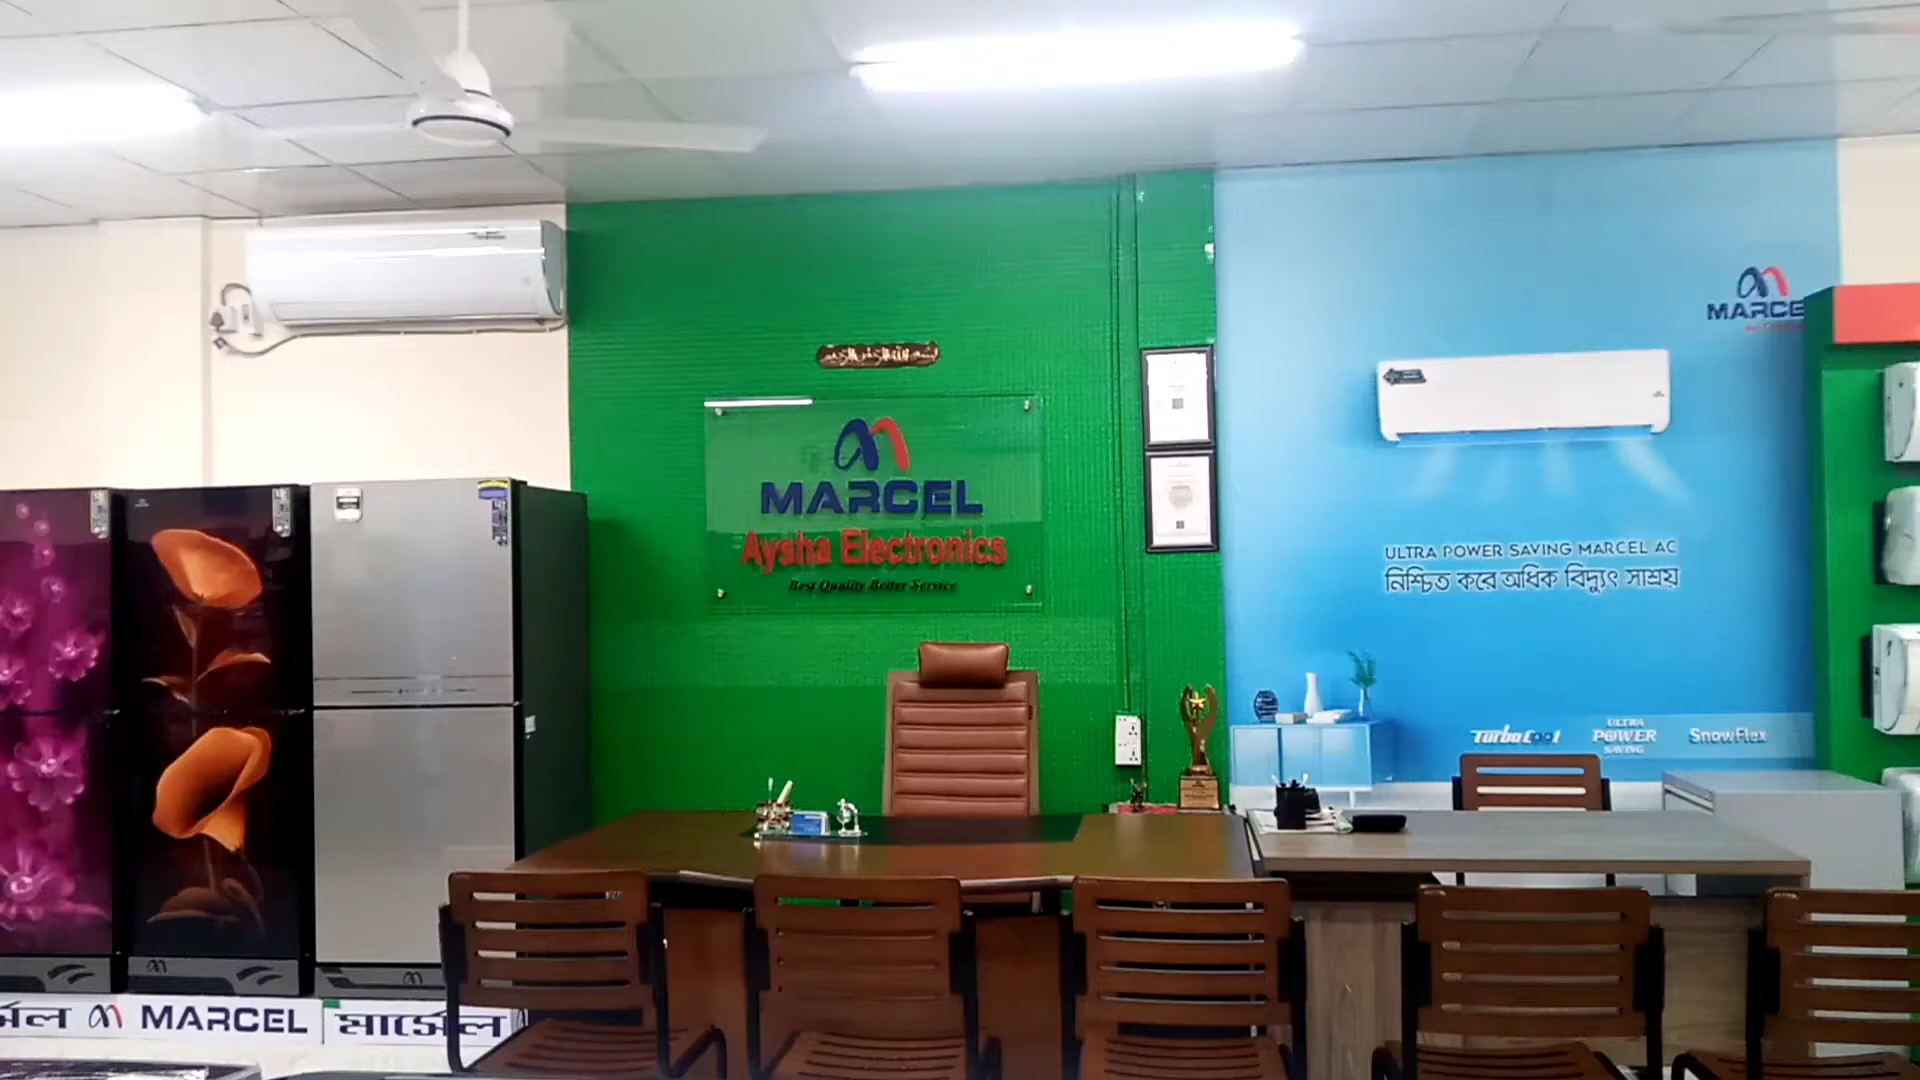 MARCEL
Aysha Electronics
Best Quality Better Service
MARCE
ULTRA POWER SAVING MARCEL AC
নিশ্চিত করে অধিক বিদ্যুৎ সাশ্রয়
TurboCool
ULTRA
POWER
SAVING
SnowFlex
MARCEL
মার্সেল